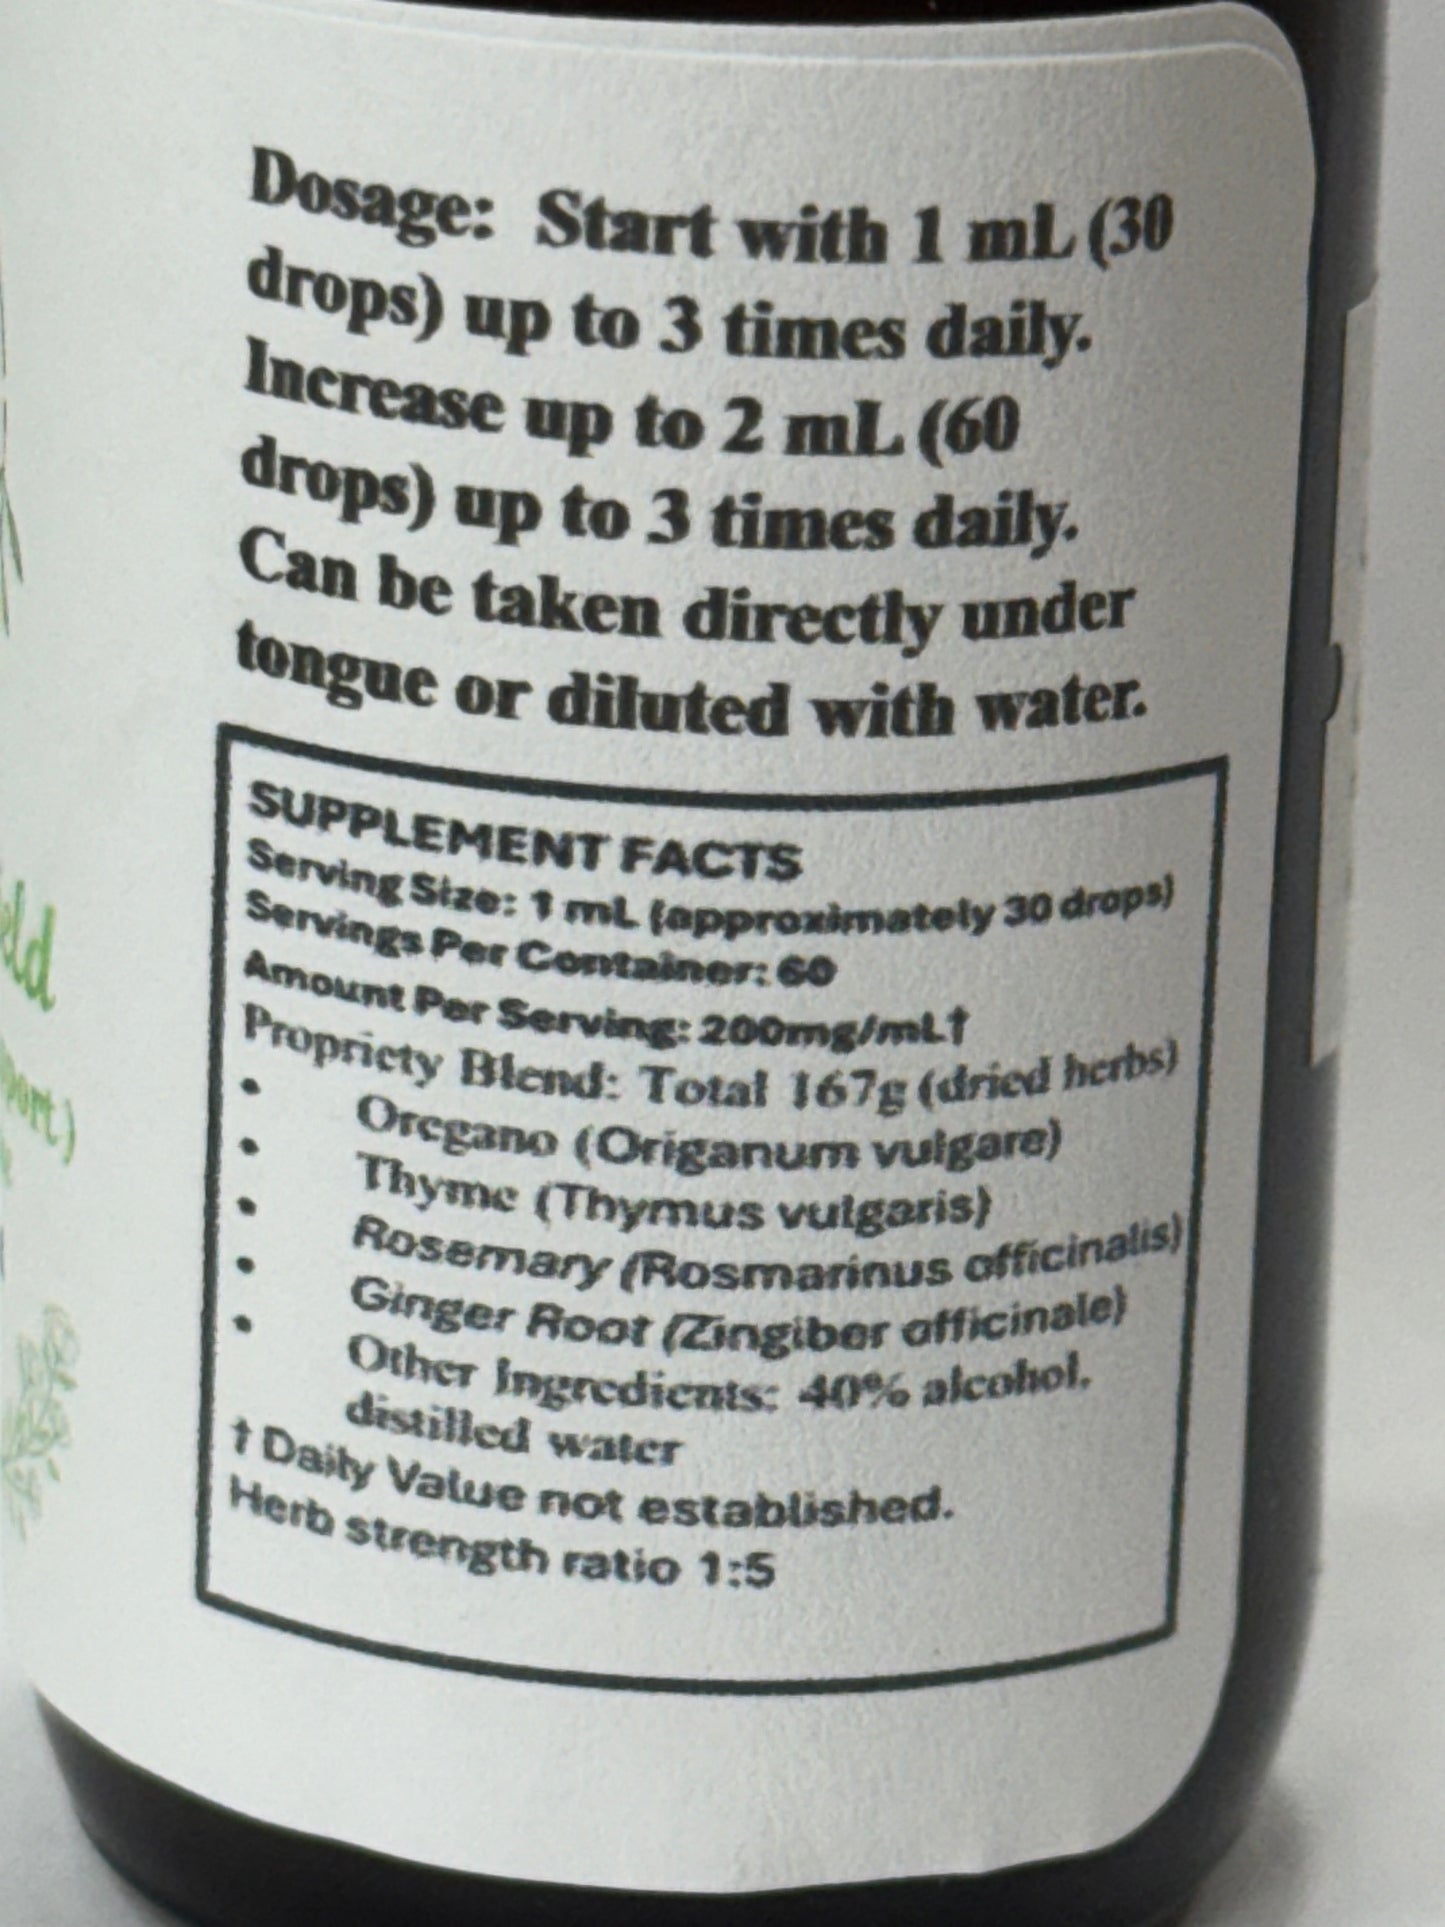 Dosage: Start with 1 mL (30
drops) up to 3 times daily.
Increase up to 2 mL (60
drops) up to 3 times daily.
Can be taken directly under
tongue or diluted with water.
SUPPLEMENT FACTS
Serving Size: 1 mL (approximately 30 drops)
Servings Per Container: 60
Amount Per Serving: 200mg/mL†
Propriety Blend: Total 167g (dried herbs)
• Oregano (Origanum vulgare)
• Thyme (Thymus vulgaris)
• Rosemary (Rosmarinus officinalis)
• Ginger Root (Zingiber officinale)
• Other Ingredients: 40% alcohol,
distilled water
† Daily Value not established.
Herb strength ratio 1:5